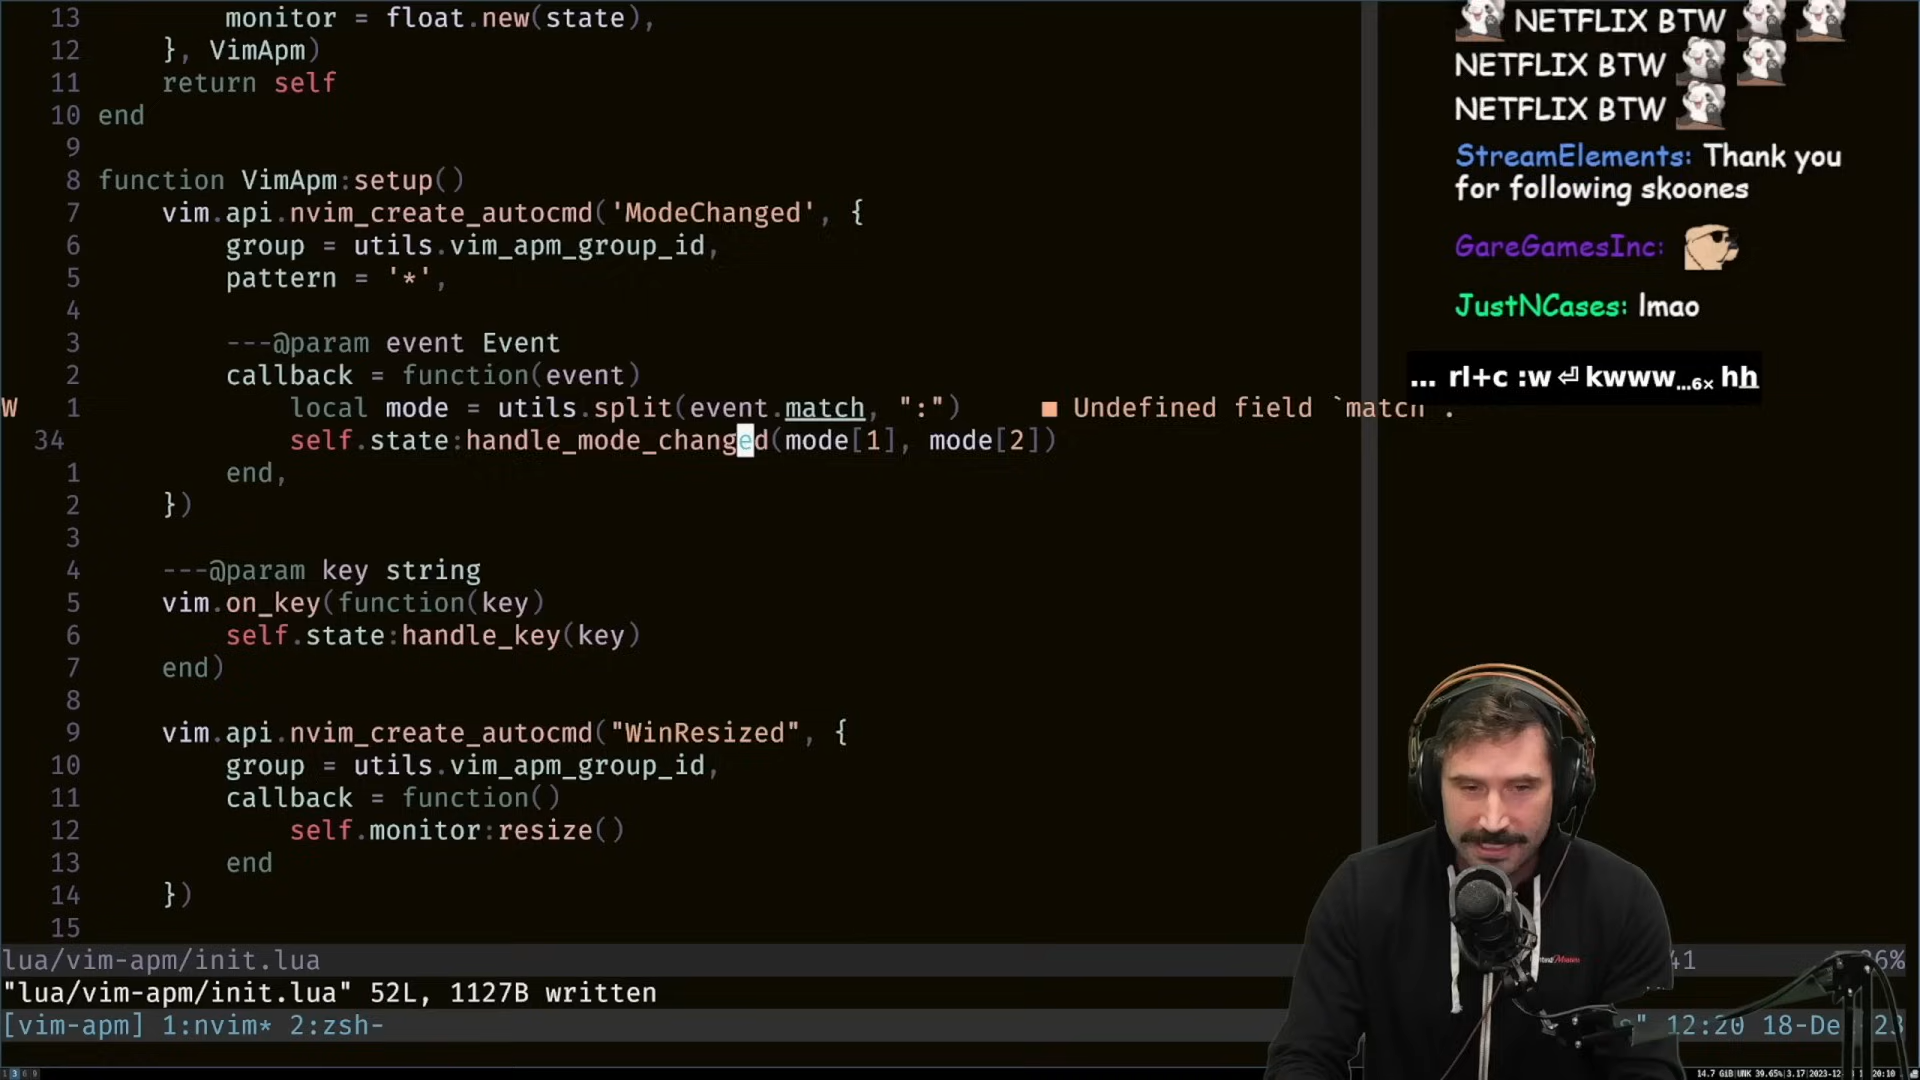 13 monitor = float.new(state),
12 }, VimApm)
11 return self
10 end
9
8 function VimApm:setup()
7 vim.api.nvim_create_autocmd('ModeChanged', {
6 group = utils.vim_apm_group_id,
5 pattern = '*',
4
3 ---@param event Event
2 callback = function(event)
W 1 local mode = utils.split(event.match, ":") ■ Undefined field `match`.
34 self.state:handle_mode_changed(mode[1], mode[2])
1 end,
2 })
3
4 ---@param key string
5 vim.on_key(function(key)
6 self.state:handle_key(key)
7 end)
8
9 vim.api.nvim_create_autocmd("WinResized", {
10 group = utils.vim_apm_group_id,
11 callback = function()
12 self.monitor:resize()
13 end
14 })
15
lua/vim-apm/init.lua 41 36%
"lua/vim-apm/init.lua" 52L, 1127B written
[vim-apm] 1:nvim* 2:zsh- " 12:20 18-De 23
NETFLIX BTW
NETFLIX BTW
NETFLIX BTW
StreamElements: Thank you
for following skoones
GareGamesInc:
JustNCases: lmao
... rl+c :w ⏎ kwww...6× hh